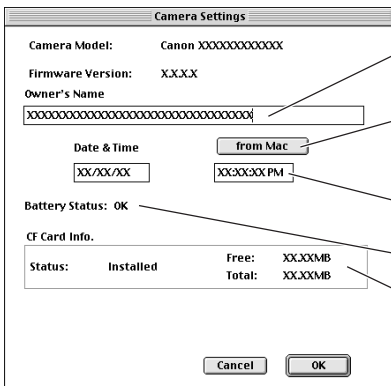 Camera Settings
Camera Model: Canon XXXXXXXXXXXX
Firmware Version: X.X.X.X
Owner's Name
XXXXXXXXXXXXXXXXXXXXXXXXXXXXXXX
Date & Time from Mac
XX/XX/XX XX:XX:XX PM
Battery Status: OK
CF Card Info.
Status: Installed Free: XX.XXMB
Total: XX.XXMB
Cancel OK